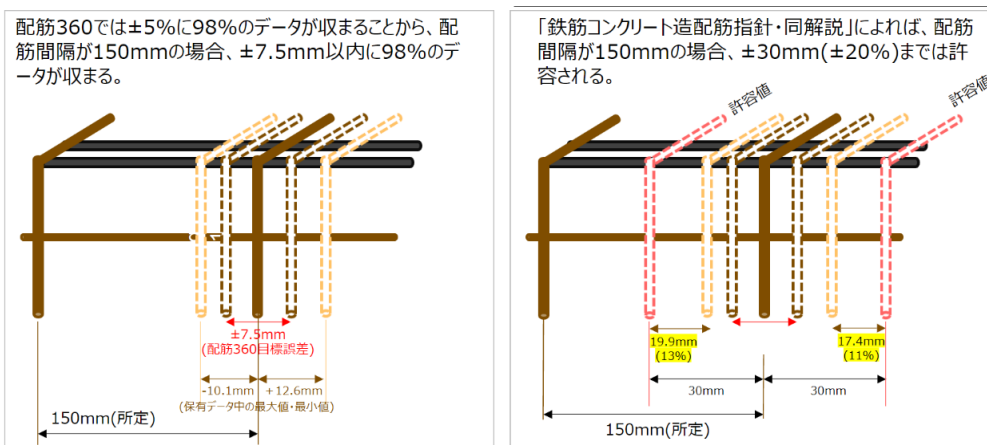 配筋360では±5%に98%のデータが収まることから、配
筋間隔が150mmの場合、±7.5mm以内に98%のデ
ータが収まる。
±7.5mm
(配筋360目標誤差)
-10.1mm
+12.6mm
(保有データ中の最大値・最小値)
150mm(所定)
「鉄筋コンクリート造配筋指針・同解説」によれば、配筋
間隔が150mmの場合、±30mm(±20%)までは許
容される。
許容値
許容値
19.9mm
(13%)
17.4mm
(11%)
30mm
30mm
150mm(所定)